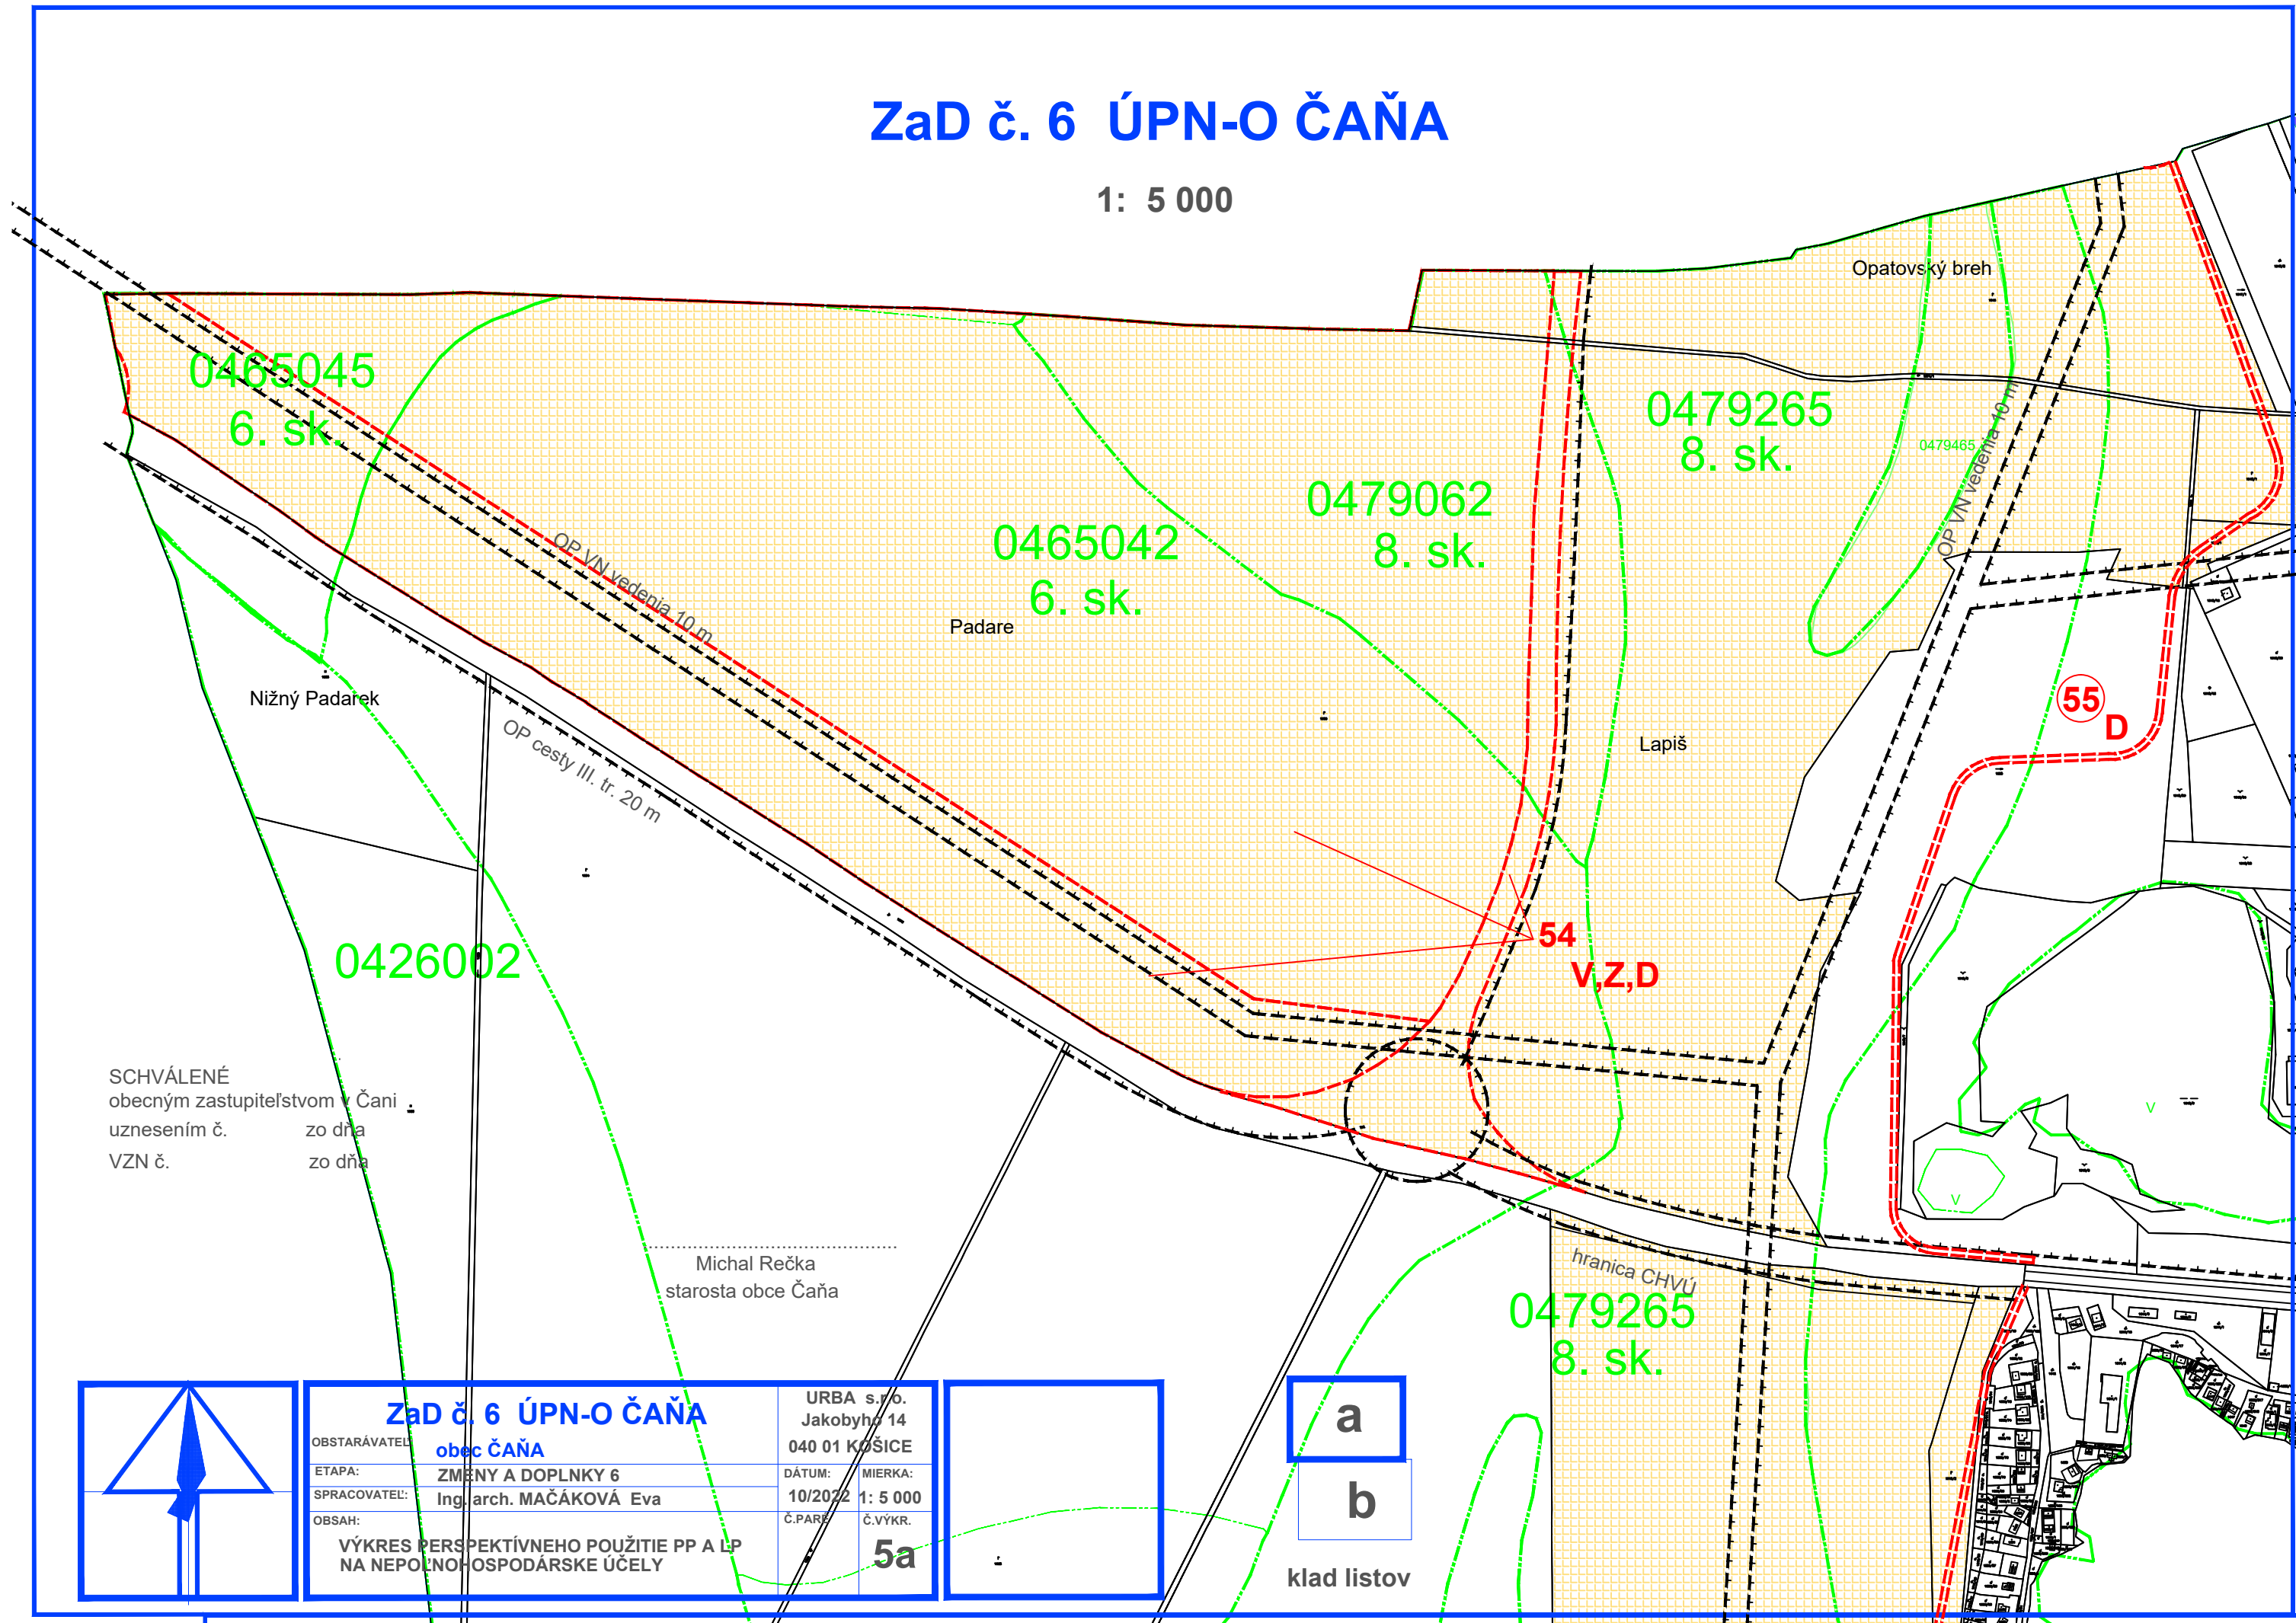 ZaD č. 6 ÚPN-O ČAŇA
1: 5 000
Opatovský breh
0465045
6. sk.
0479265
8. sk.
0479465
OP VN vedenia 10 m
0479062
8. sk.
0465042
6. sk.
OP VN vedenia 10 m
Padare
Nižný Padarek
OP cesty III. tr. 20 m
Lapiš
55
D
54
V,Z,D
0426002
SCHVÁLENÉ
obecným zastupiteľstvom v Čani
uznesením č. zo dňa
VZN č. zo dňa
V
V
Michal Rečka
starosta obce Čaňa
hranica CHVÚ
0479265
8. sk.
ZaD č. 6 ÚPN-O ČAŇA
URBA s.r.o.
Jakobyho 14
040 01 KOŠICE
OBSTARÁVATEĽ:
obec ČAŇA
ETAPA: ZMENY A DOPLNKY 6
DÁTUM: MIERKA:
SPRACOVATEĽ: Ing. arch. MAČÁKOVÁ Eva
10/2022 1: 5 000
OBSAH:
Č.PARÉ Č.VÝKR.
VÝKRES PERSPEKTÍVNEHO POUŽITIE PP A LP
NA NEPOĽNOHOSPODÁRSKE ÚČELY
5a
a
b
klad listov